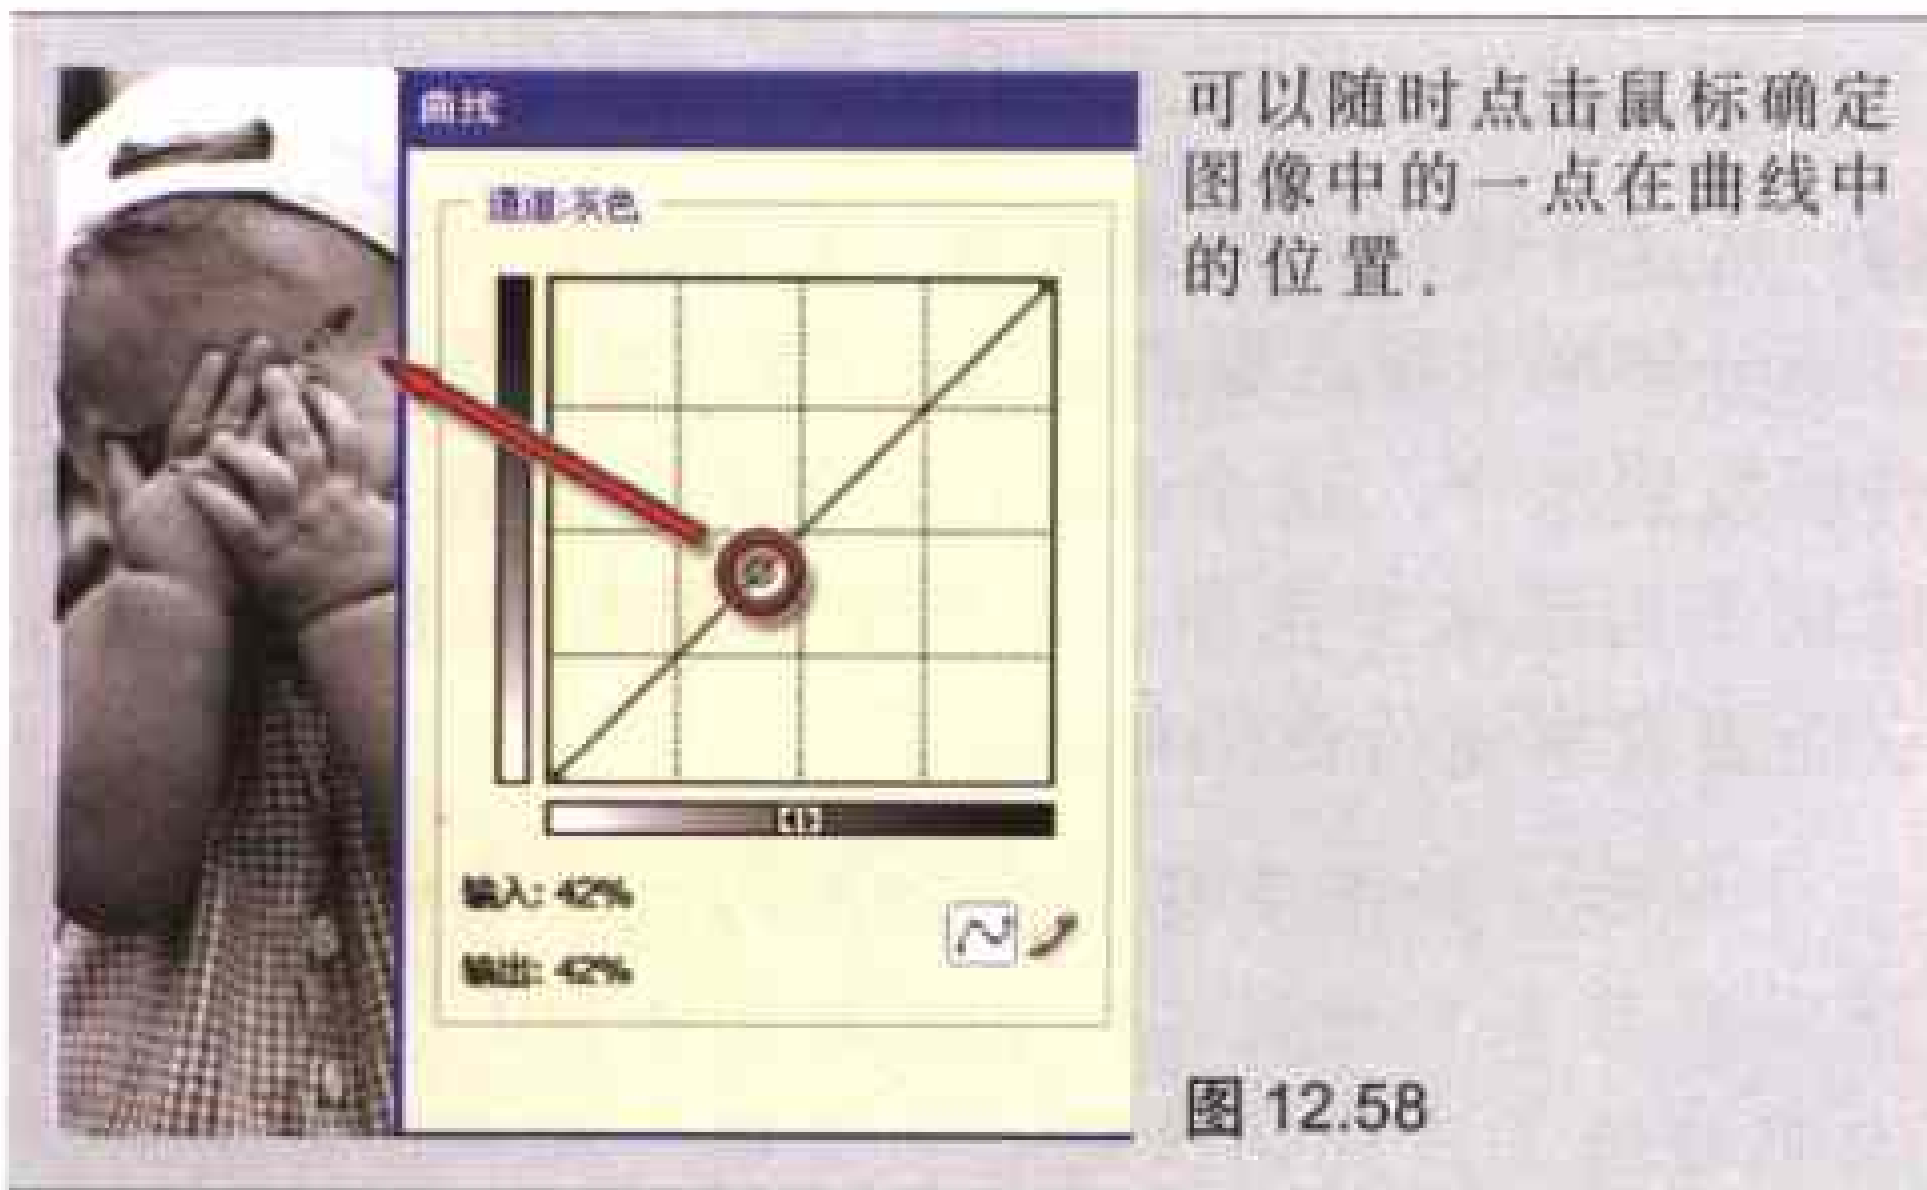 曲线
通道:灰色
输入: 42%
输出: 42%
可以随时点击鼠标确定
图像中的一点在曲线中
的位置.
图 12.58